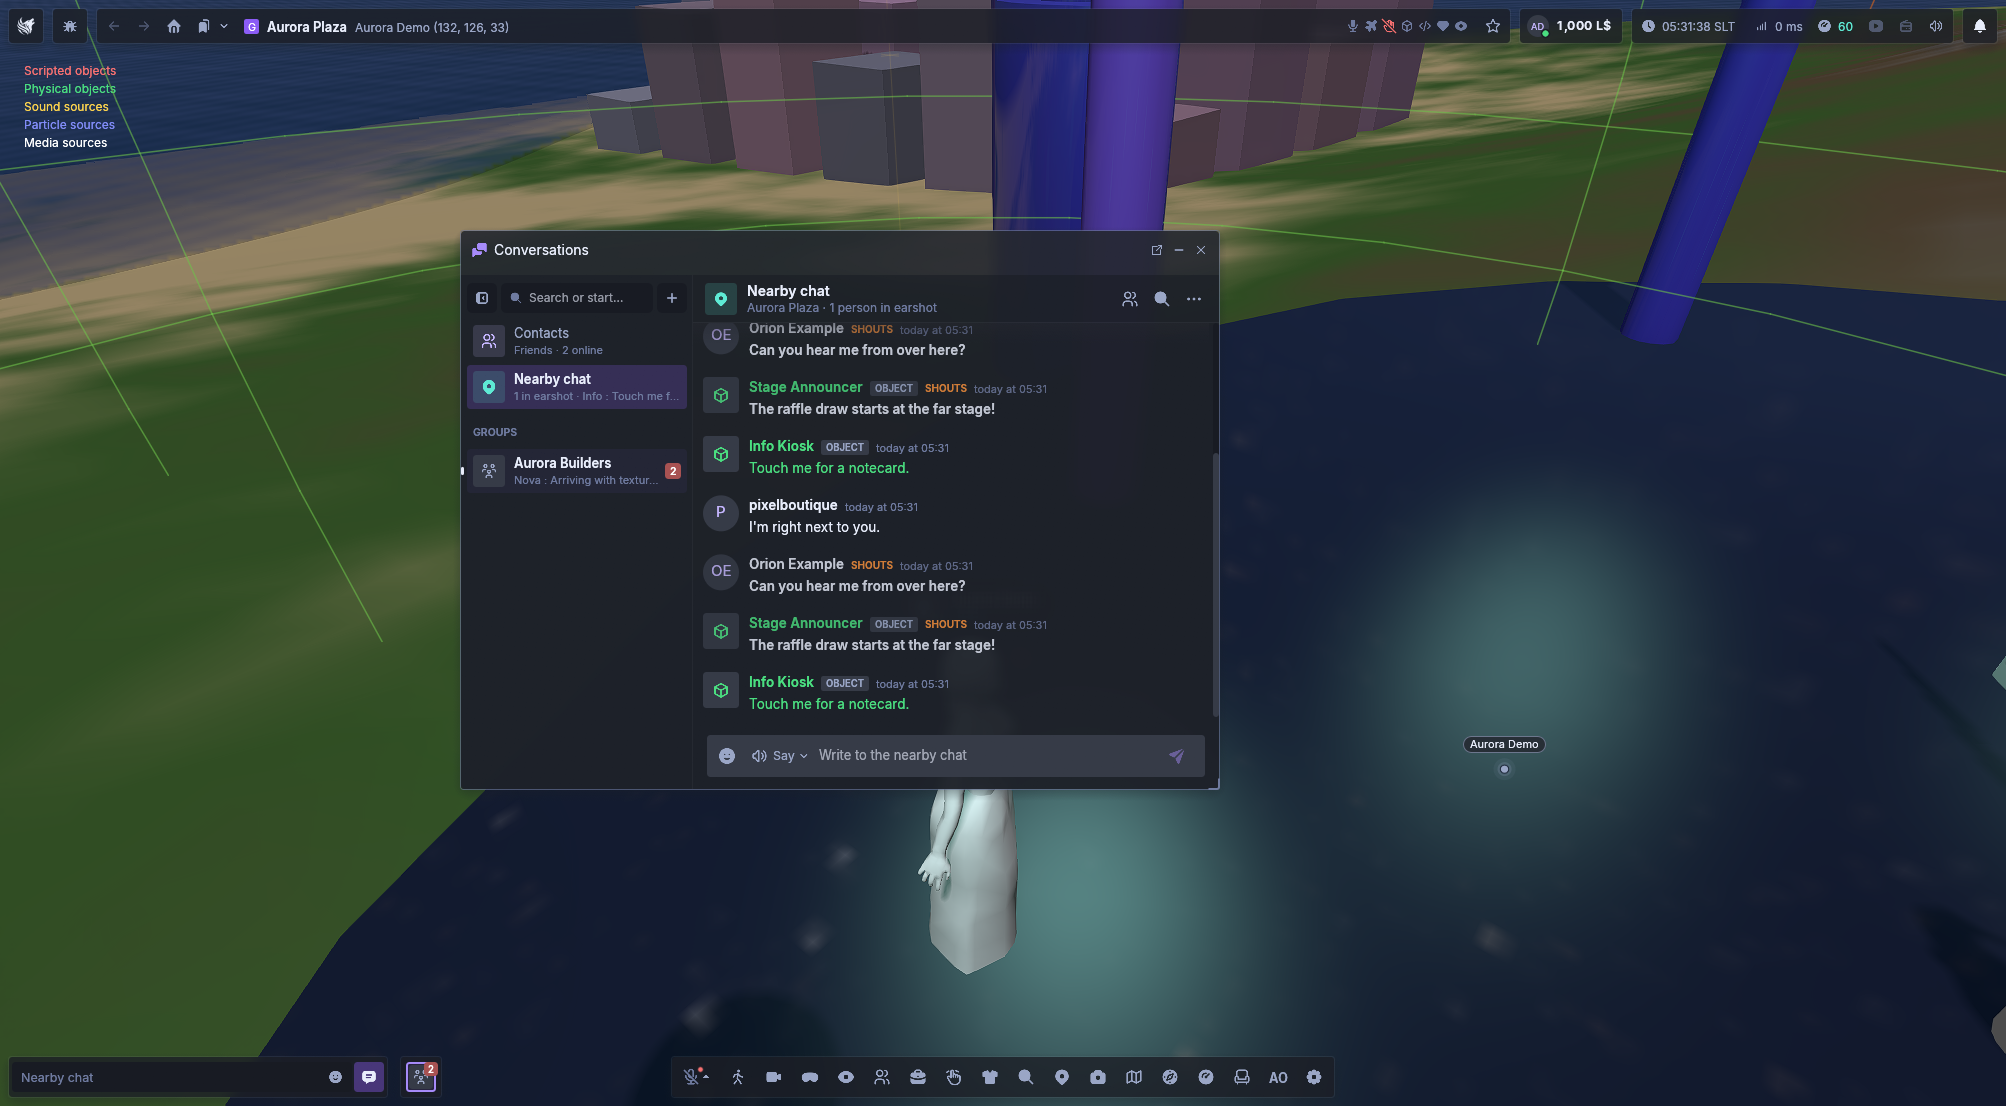 G Aurora Plaza Aurora Demo (132, 126, 33)
AD 1,000 L$
05:31:38 SLT 0 ms 60
Scripted objects
Physical objects
Sound sources
Particle sources
Media sources
Conversations
Search or start...
Contacts
Friends · 2 online
Nearby chat
1 in earshot · Info : Touch me f...
GROUPS
Aurora Builders
Nova : Arriving with textur...
2
Nearby chat
Aurora Plaza · 1 person in earshot
OE Orion Example SHOUTS today at 05:31
Can you hear me from over here?
Stage Announcer OBJECT SHOUTS today at 05:31
The raffle draw starts at the far stage!
Info Kiosk OBJECT today at 05:31
Touch me for a notecard.
P pixelboutique today at 05:31
I'm right next to you.
OE Orion Example SHOUTS today at 05:31
Can you hear me from over here?
Stage Announcer OBJECT SHOUTS today at 05:31
The raffle draw starts at the far stage!
Info Kiosk OBJECT today at 05:31
Touch me for a notecard.
Say Write to the nearby chat
Aurora Demo
Nearby chat
2
AO